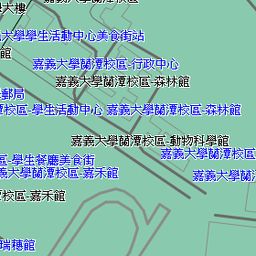 嘉義大學蘭潭校區
學大樓
大學學生活動中心美食街站
館
嘉義大學蘭潭校區-行政中心
嘉義大學蘭潭校區-森林館
郵局
潭校區-學生活動中心
嘉義大學蘭潭校區-森林館
嘉義大學蘭潭校區-動物科學館
嘉義大學蘭潭校區
區-學生餐廳美食街
義大學蘭潭校區-嘉禾館
嘉義大學蘭
潭校區-嘉禾館
瑞穗館